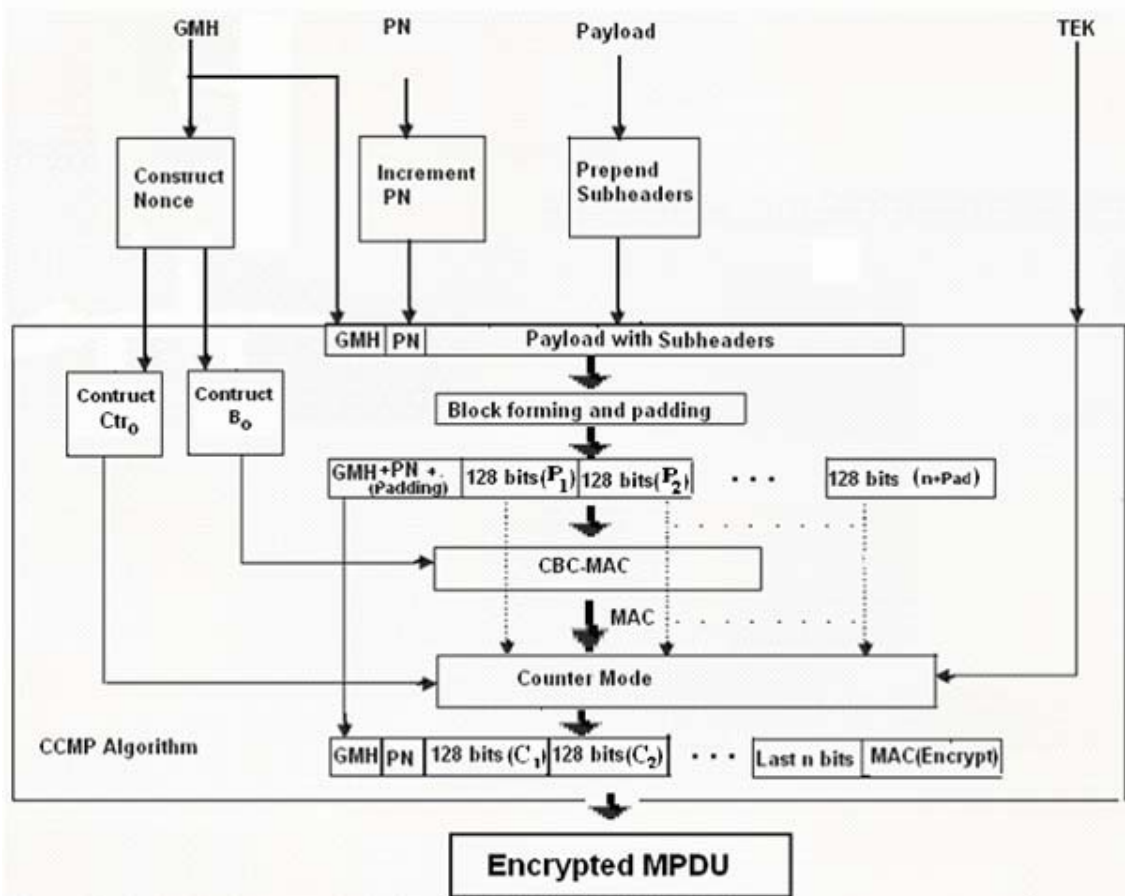 GMH PN Payload TEK
Construct
Nonce
Increment
PN
Prepend
Subheaders
GMH PN Payload with Subheaders
Contruct
Ctr₀
Contruct
B₀
Block forming and padding
GMH+PN +.
(Padding)
128 bits(P₁) 128 bits(P₂) . . . 128 bits (n+Pad)
CBC-MAC
MAC
Counter Mode
CCMP Algorithm
GMH PN 128 bits(C₁) 128 bits(C₂) . . . Last n bits MAC(Encrypt)
Encrypted MPDU